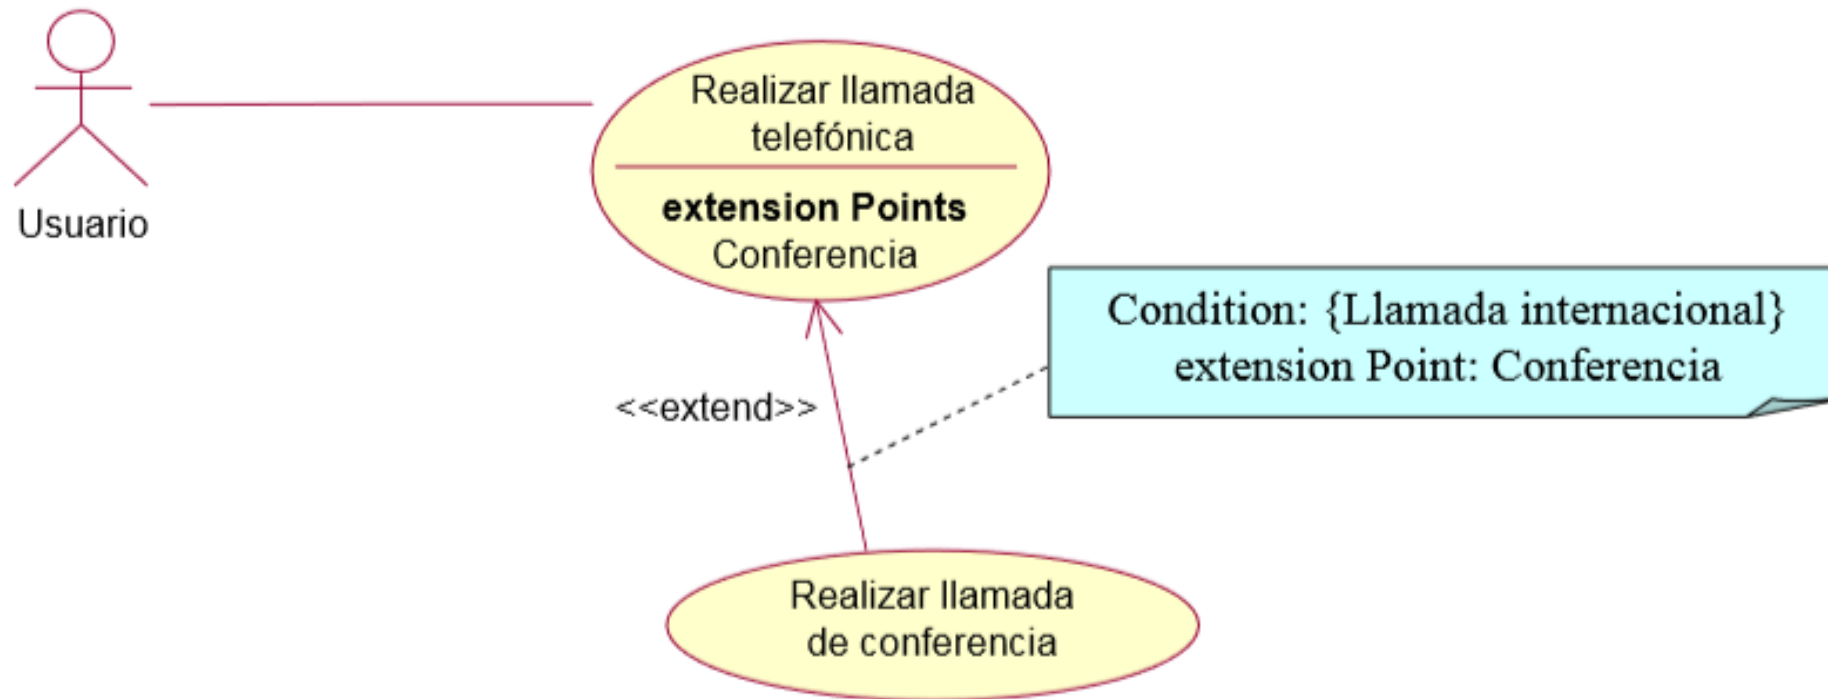 Realizar llamada
telefónica
extension Points
Conferencia
Usuario
Condition: {Llamada internacional}
extension Point: Conferencia
<<extend>>
Realizar llamada
de conferencia